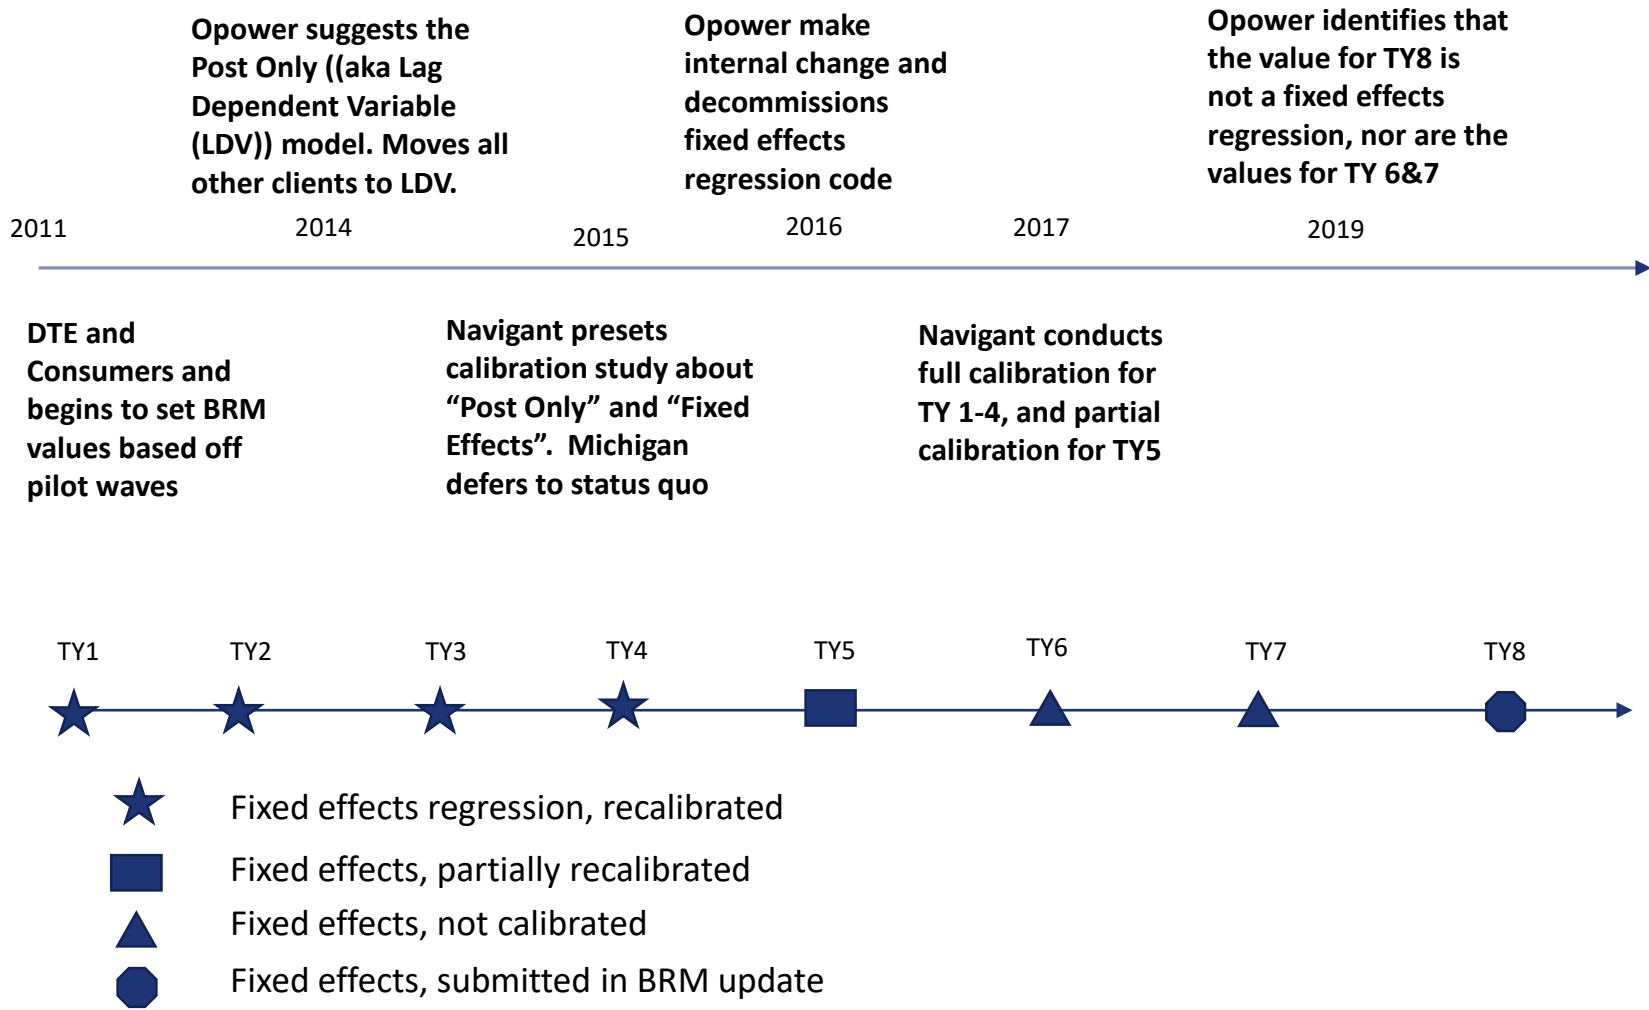 Opower suggests the
Post Only ((aka Lag
Dependent Variable
(LDV)) model. Moves all
other clients to LDV.
Opower make
internal change and
decommissions
fixed effects
regression code
Opower identifies that
the value for TY8 is
not a fixed effects
regression, nor are the
values for TY 6&7
2011
2014
2015
2016
2017
2019
DTE and
Consumers and
begins to set BRM
values based off
pilot waves
Navigant presets
calibration study about
“Post Only” and “Fixed
Effects”.  Michigan
defers to status quo
Navigant conducts
full calibration for
TY 1-4, and partial
calibration for TY5
TY1
TY2
TY3
TY4
TY5
TY6
TY7
TY8
Fixed effects regression, recalibrated
Fixed effects, partially recalibrated
Fixed effects, not calibrated
Fixed effects, submitted in BRM update